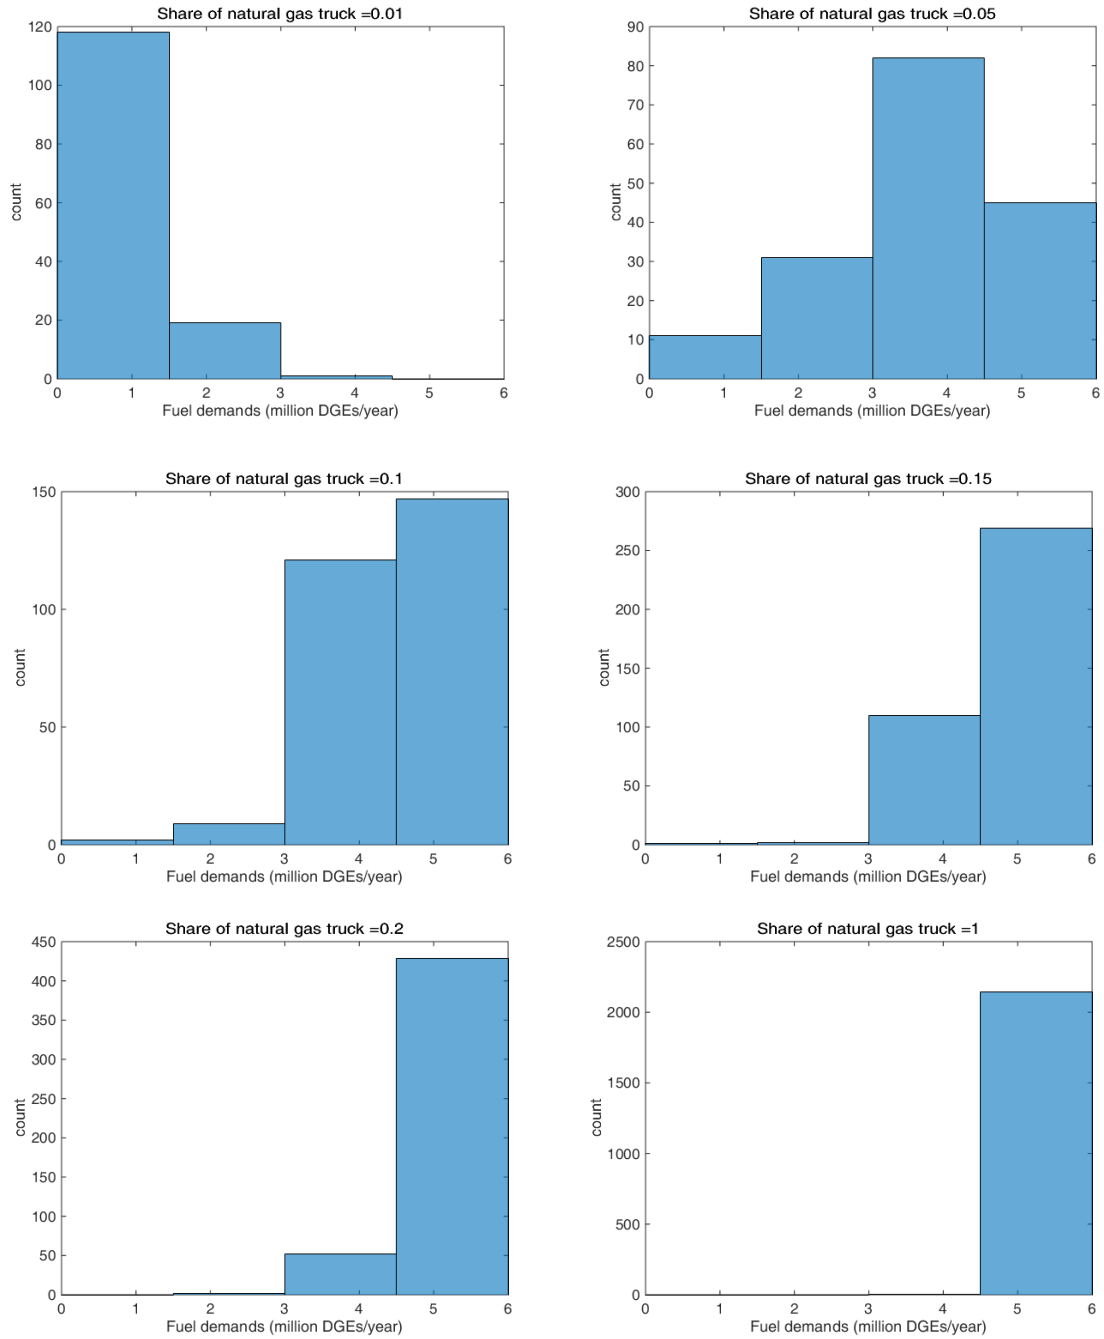 Share of natural gas truck =0.01
120
100
80
60
40
20
0
count
0 1 2 3 4 5 6
Fuel demands (million DGEs/year)
Share of natural gas truck =0.05
90
80
70
60
50
40
30
20
10
0
count
0 1 2 3 4 5 6
Fuel demands (million DGEs/year)
Share of natural gas truck =0.1
150
100
50
0
count
0 1 2 3 4 5 6
Fuel demands (million DGEs/year)
Share of natural gas truck =0.15
300
250
200
150
100
50
0
count
0 1 2 3 4 5 6
Fuel demands (million DGEs/year)
Share of natural gas truck =0.2
450
400
350
300
250
200
150
100
50
0
count
0 1 2 3 4 5 6
Fuel demands (million DGEs/year)
Share of natural gas truck =1
2500
2000
1500
1000
500
0
count
0 1 2 3 4 5 6
Fuel demands (million DGEs/year)